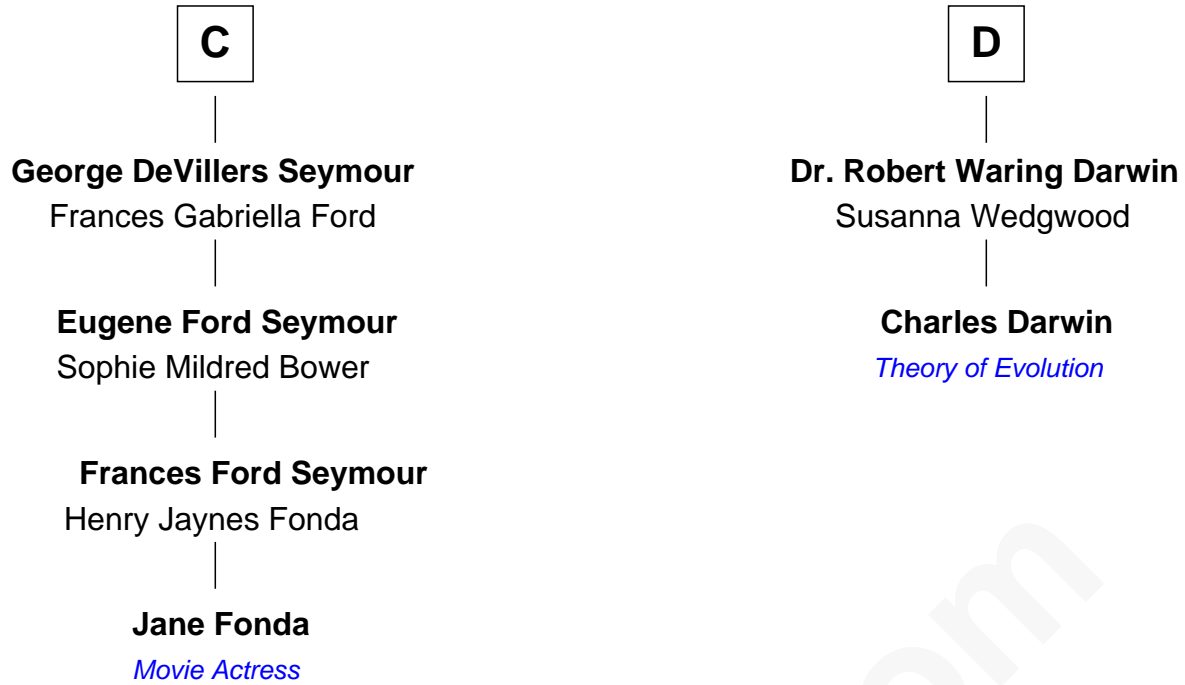 C
George DeVillers Seymour
Frances Gabriella Ford
Eugene Ford Seymour
Sophie Mildred Bower
Frances Ford Seymour
Henry Jaynes Fonda
Jane Fonda
Movie Actress
D
Dr. Robert Waring Darwin
Susanna Wedgwood
Charles Darwin
Theory of Evolution
om